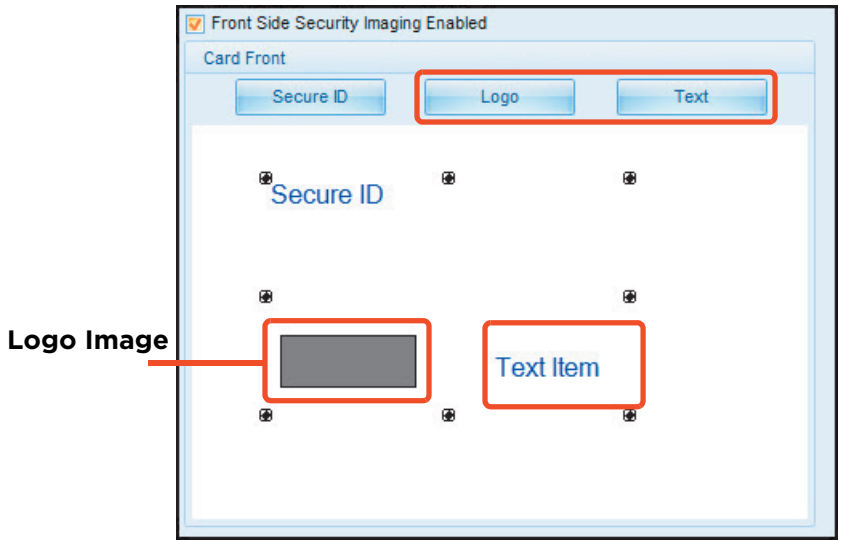 Front Side Security Imaging Enabled
Card Front
Secure ID Logo Text
Secure ID
Logo Image
Text Item